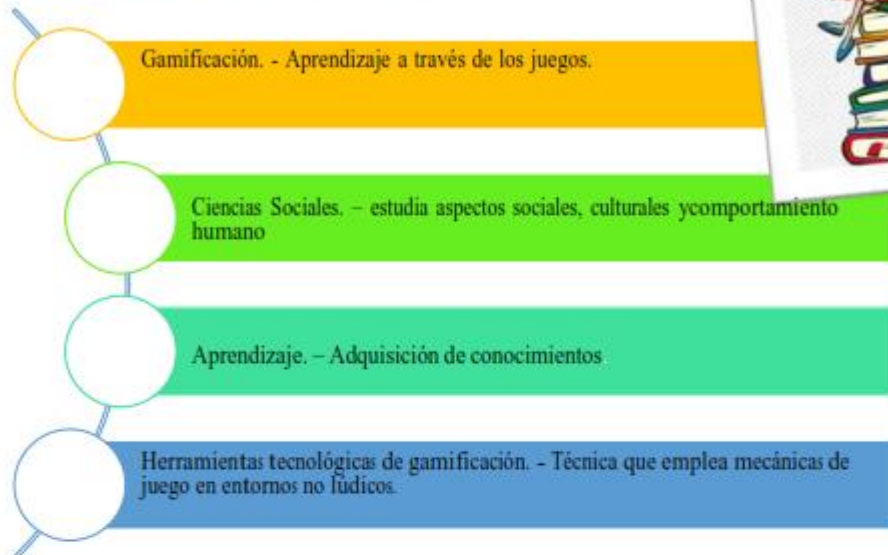 Gamificación. - Aprendizaje a través de los juegos.
Ciencias Sociales. – estudia aspectos sociales, culturales ycomportamiento
humano
Aprendizaje. – Adquisición de conocimientos.
Herramientas tecnológicas de gamificación. - Técnica que emplea mecánicas de
juego en entornos no lúdicos.